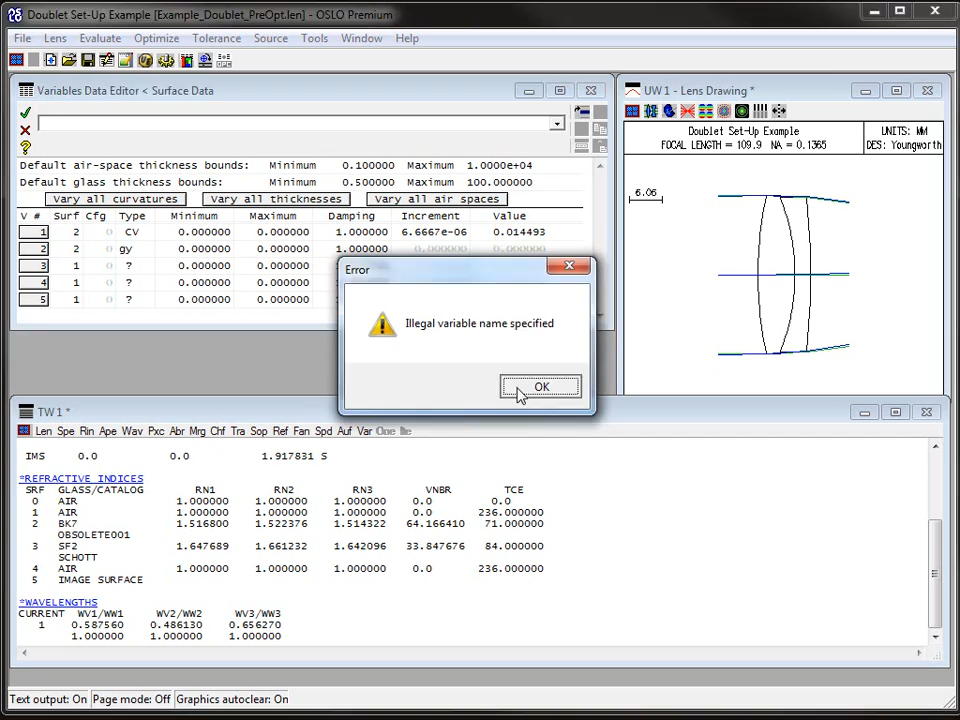 Doublet Set-Up Example [Example_Doublet_PreOpt.len] - OSLO Premium
File Lens Evaluate Optimize Tolerance Source Tools Window Help
Variables Data Editor < Surface Data
Default air-space thickness bounds: Minimum 0.100000 Maximum 1.0000e+04
Default glass thickness bounds: Minimum 0.500000 Maximum 100.000000
Vary all curvatures Vary all thicknesses Vary all air spaces
V # Surf Cfg Type Minimum Maximum Damping Increment Value
1 2 0 CV 0.000000 0.000000 1.000000 6.6667e-06 0.014493
2 2 0 gy 0.000000 0.000000 1.000000 0.000000 0.000000
3 1 0 ? 0.000000 0.000000
4 1 0 ? 0.000000 0.000000
5 1 0 ? 0.000000 0.000000
Error
Illegal variable name specified
OK
UW 1 - Lens Drawing *
Doublet Set-Up Example
FOCAL LENGTH = 109.9 NA = 0.1365
UNITS: MM
DES: Youngworth
6.06
TW 1 *
Len Spe Rin Ape Wav Pxc Abr Mrg Chf Tra Sop Ref Fan Spd Auf Var
IMS 0.0 0.0 1.917831 S
*REFRACTIVE INDICES
SRF GLASS/CATALOG RN1 RN2 RN3 VNBR TCE
0 AIR 1.000000 1.000000 1.000000 0.0 0.0
1 AIR 1.000000 1.000000 1.000000 0.0 236.000000
2 BK7 1.516800 1.522376 1.514322 64.166410 71.000000
OBSOLETE001
3 SF2 1.647689 1.661232 1.642096 33.847676 84.000000
SCHOTT
4 AIR 1.000000 1.000000 1.000000 0.0 236.000000
5 IMAGE SURFACE
*WAVELENGTHS
CURRENT WV1/WW1 WV2/WW2 WV3/WW3
1 0.587560 0.486130 0.656270
1.000000 1.000000 1.000000
Text output: On Page mode: Off Graphics autoclear: On